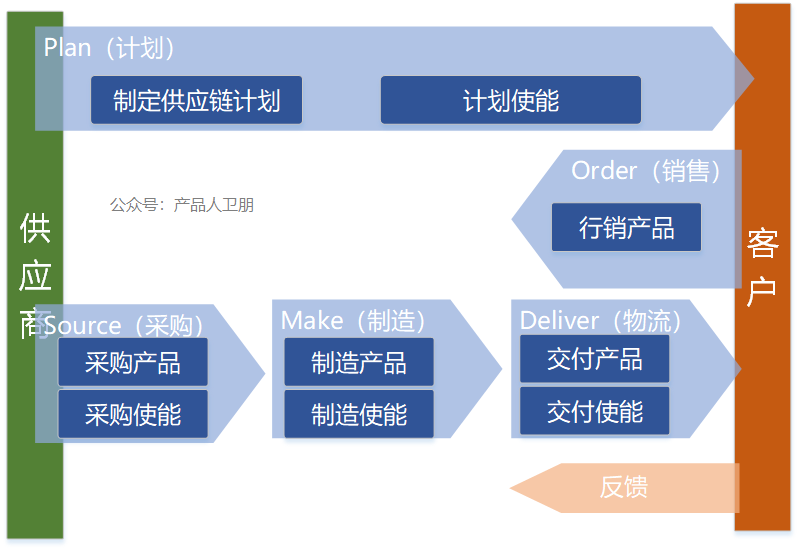 Plan（计划）
制定供应链计划
计划使能
Order（销售）
行销产品
公众号：产品人卫朋
供应商
客户
Source（采购）
采购产品
采购使能
Make（制造）
制造产品
制造使能
Deliver（物流）
交付产品
交付使能
反馈